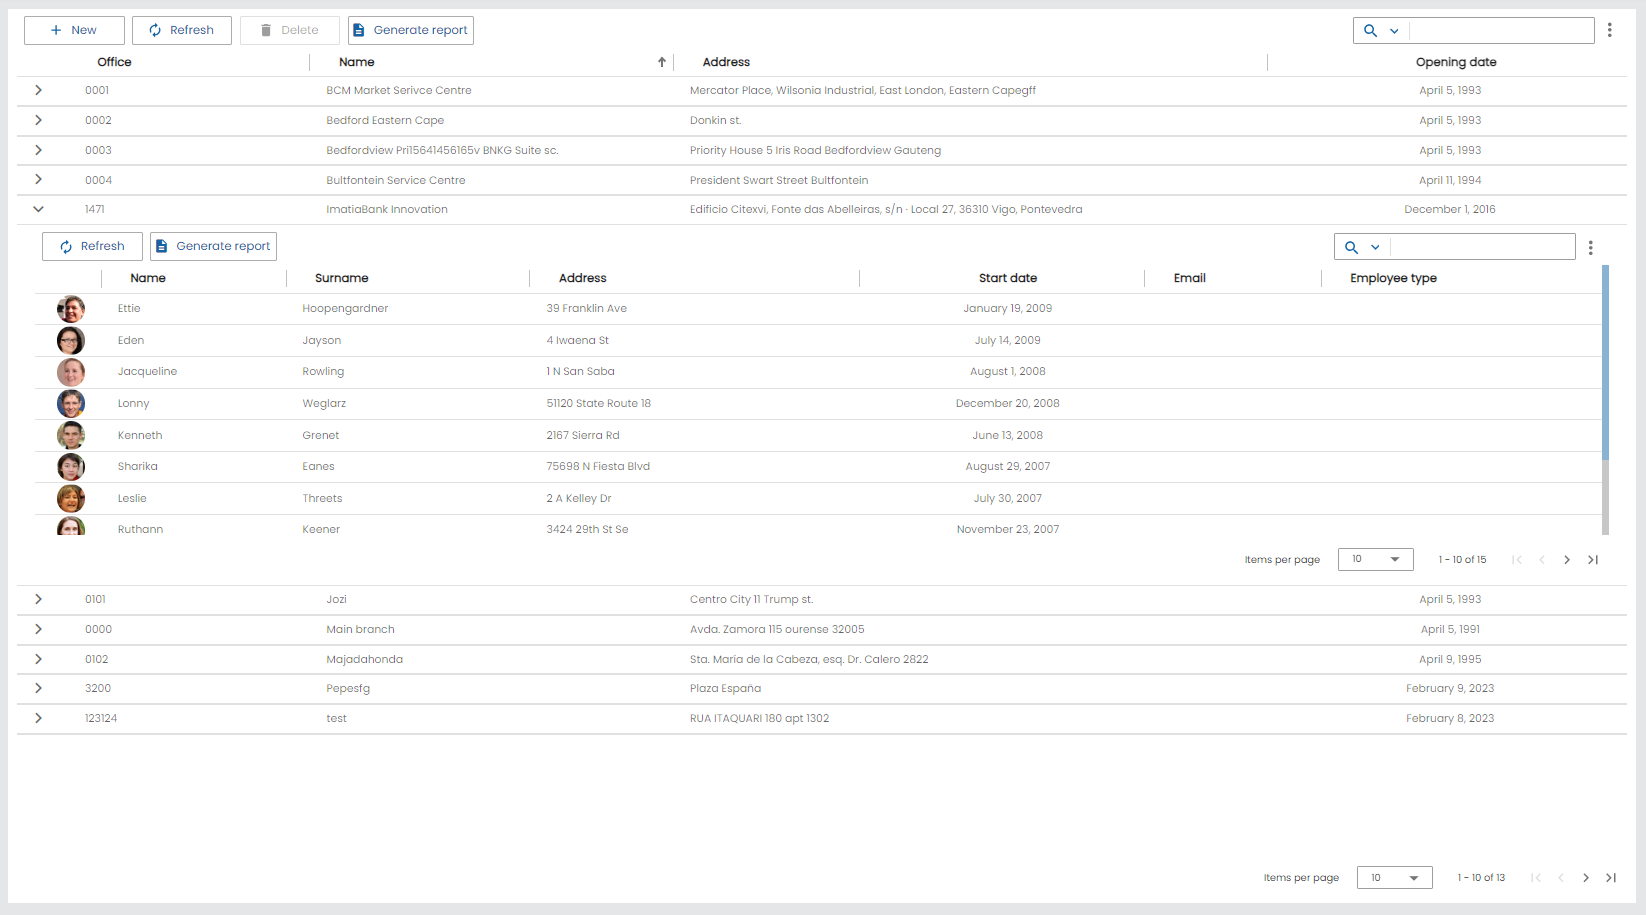 New Refresh Delete Generate report
Office Name Address Opening date
0001 BCM Market Serivce Centre Mercator Place, Wilsonia Industrial, East London, Eastern Capegff April 5, 1993
0002 Bedford Eastern Cape Donkin st. April 5, 1993
0003 Bedfordview Pri15641456165v BNKG Suite sc. Priority House 5 Iris Road Bedfordview Gauteng April 5, 1993
0004 Bultfontein Service Centre President Swart Street Bultfontein April 11, 1994
1471 ImatiaBank Innovation Edificio Citexvi, Fonte das Abelleiras, s/n · Local 27, 36310 Vigo, Pontevedra December 1, 2016
Refresh Generate report
Name Surname Address Start date Email Employee type
Ettie Hoopengardner 39 Franklin Ave January 19, 2009
Eden Jayson 4 Iwaena St July 14, 2009
Jacqueline Rowling 1 N San Saba August 1, 2008
Lonny Weglarz 51120 State Route 18 December 20, 2008
Kenneth Grenet 2167 Sierra Rd June 13, 2008
Sharika Eanes 75698 N Fiesta Blvd August 29, 2007
Leslie Threets 2 A Kelley Dr July 30, 2007
Ruthann Keener 3424 29th St Se November 23, 2007
Items per page 10 1 - 10 of 15
0101 Jozi Centro City 11 Trump st. April 5, 1993
0000 Main branch Avda. Zamora 115 ourense 32005 April 5, 1991
0102 Majadahonda Sta. María de la Cabeza, esq. Dr. Calero 2822 April 9, 1995
3200 Pepesfg Plaza España February 9, 2023
123124 test RUA ITAQUARI 180 apt 1302 February 8, 2023
Items per page 10 1 - 10 of 13